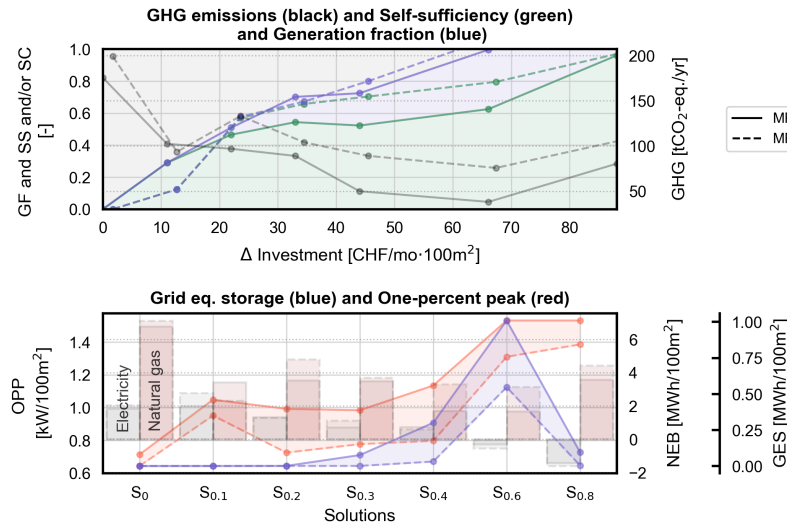 GHG emissions (black) and Self-sufficiency (green)
and Generation fraction (blue)
GF and SS and/or SC
[-]
1.0
0.8
0.6
0.4
0.2
0.0
0 10 20 30 40 50 60 70 80
Δ Investment [CHF/mo·100m²]
200
150
100
50
GHG [tCO₂-eq./yr]
Grid eq. storage (blue) and One-percent peak (red)
OPP
[kW/100m²]
1.4
1.2
1.0
0.8
0.6
Electricity
Natural gas
S₀ S₀.₁ S₀.₂ S₀.₃ S₀.₄ S₀.₆ S₀.₈
Solutions
6
4
2
0
−2
NEB [MWh/100m²]
1.00
0.75
0.50
0.25
0.00
GES [MWh/100m²]